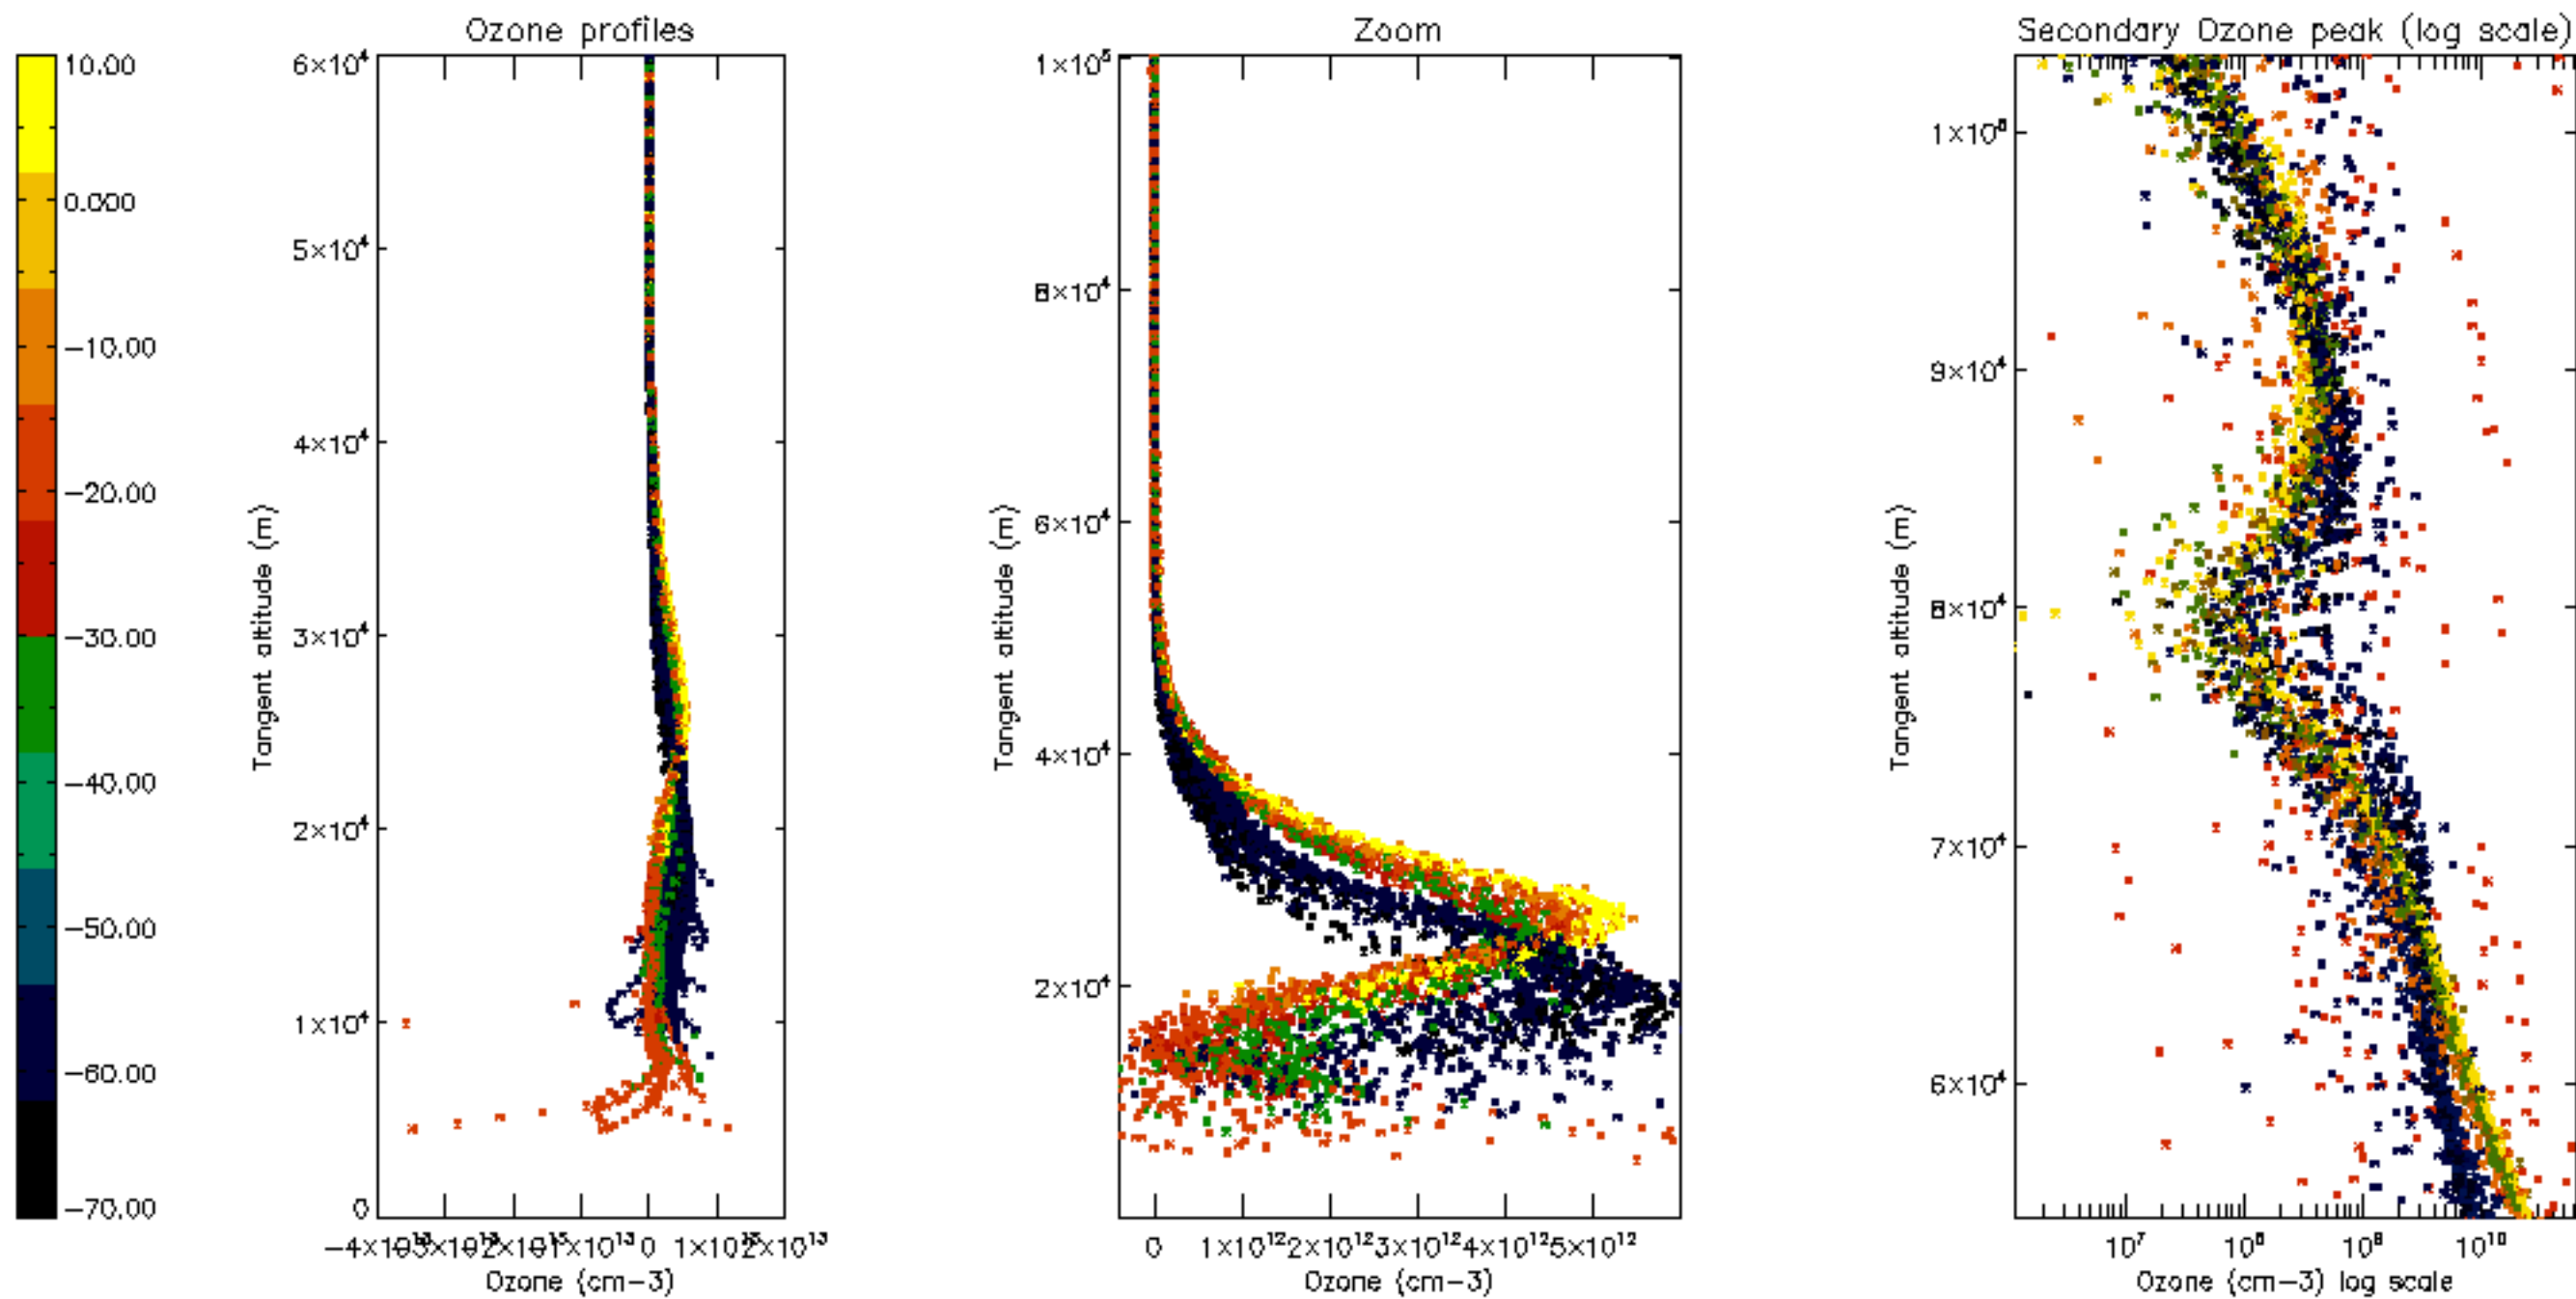 Ozone profiles
Zoom
Secondary Ozone peak (log scale)
10.00
0.000
−10.00
−20.00
−30.00
−40.00
−50.00
−60.00
−70.00
6×10⁴
5×10⁴
4×10⁴
3×10⁴
2×10⁴
1×10⁴
0
Tangent altitude (m)
0
Ozone (cm−3)
1×10⁵
8×10⁴
6×10⁴
4×10⁴
2×10⁴
Tangent altitude (m)
0 1×10¹² 2×10¹² 3×10¹² 4×10¹² 5×10¹²
Ozone (cm−3)
9×10⁴
8×10⁴
7×10⁴
6×10⁴
Tangent altitude (m)
10⁷ 10⁸ 10⁹ 10¹⁰
Ozone (cm−3) log scale